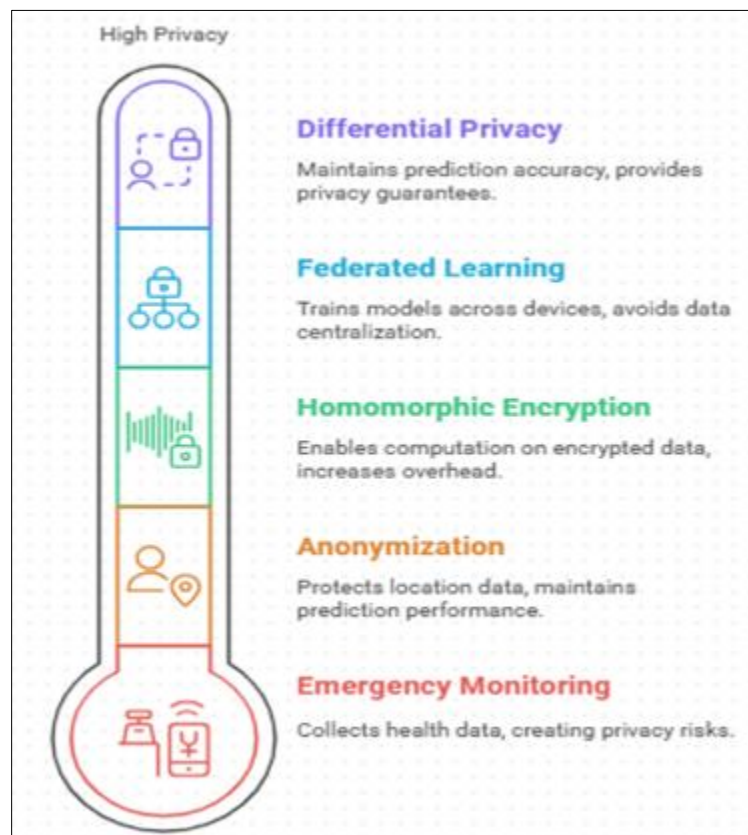 High Privacy
Differential Privacy
Maintains prediction accuracy, provides
privacy guarantees.
Federated Learning
Trains models across devices, avoids data
centralization.
Homomorphic Encryption
Enables computation on encrypted data,
increases overhead.
Anonymization
Protects location data, maintains
prediction performance.
Emergency Monitoring
Collects health data, creating privacy risks.
¥